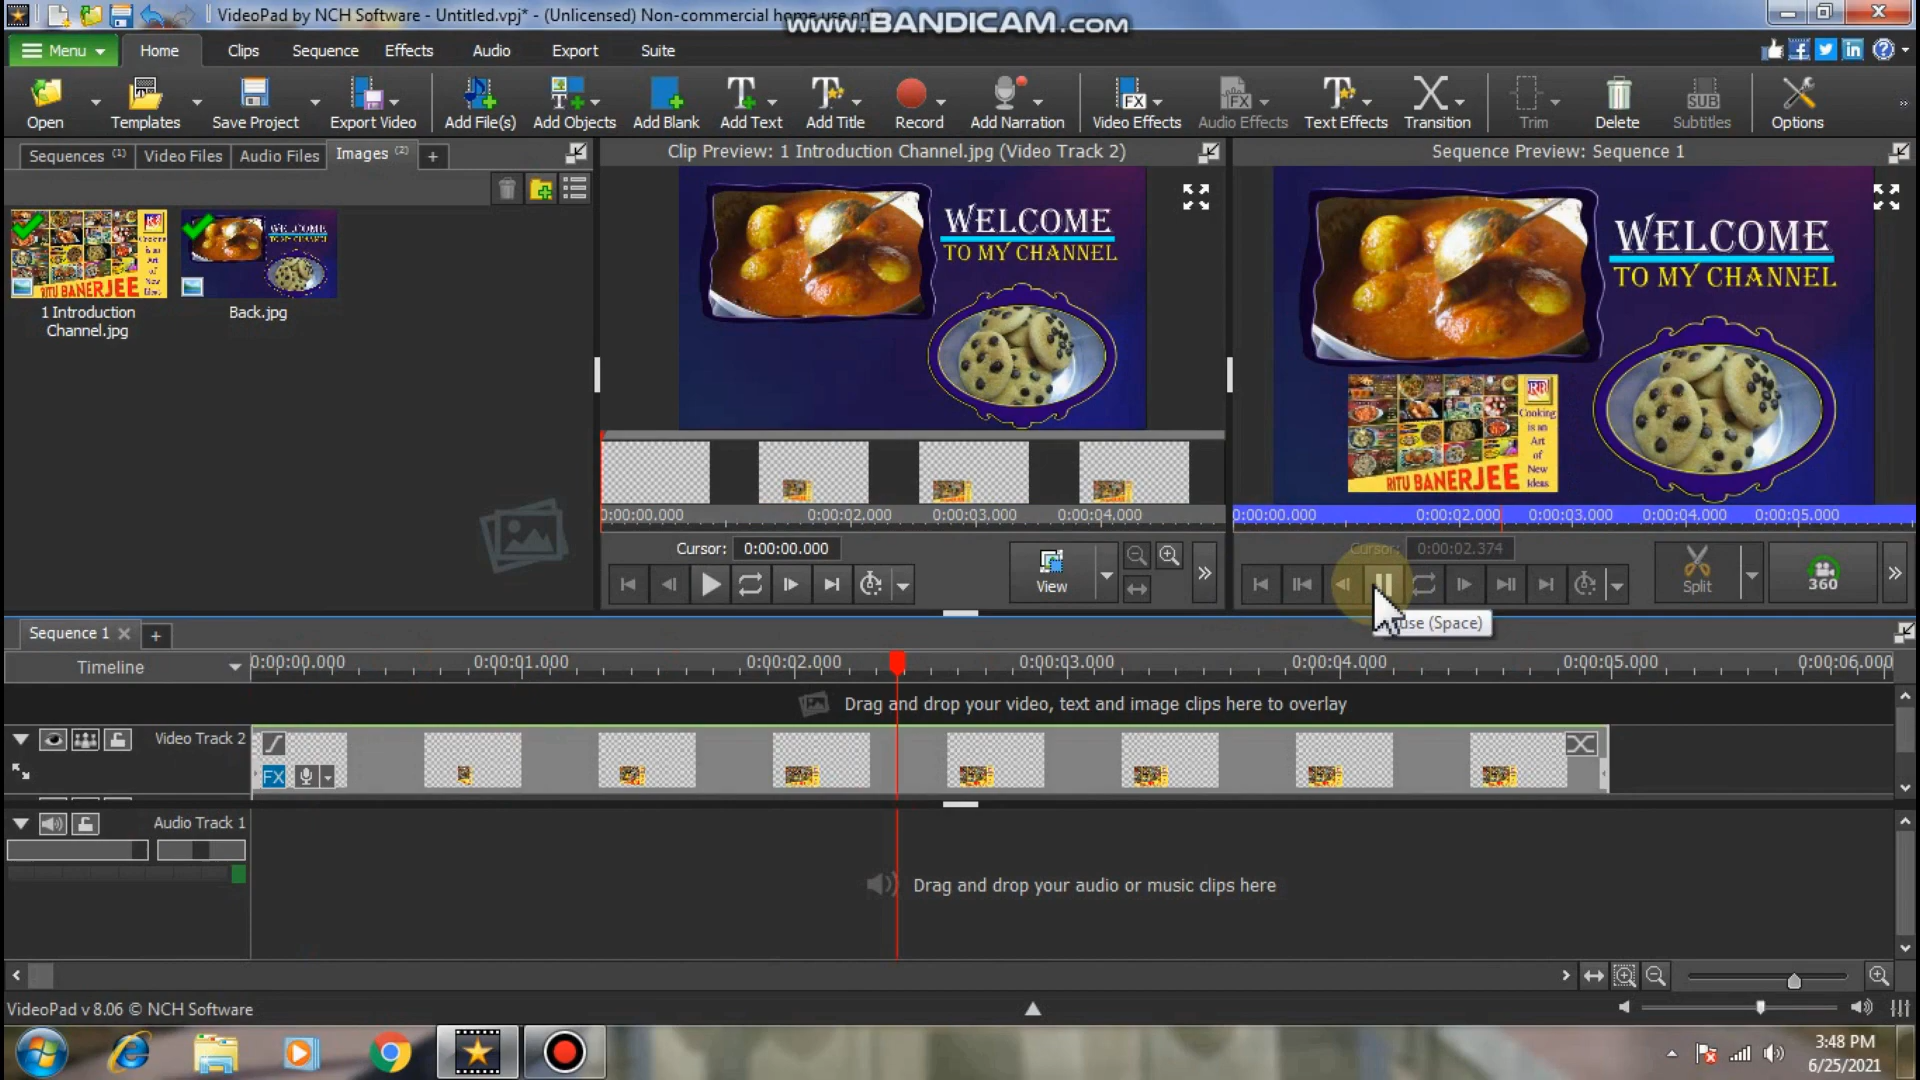 VideoPad by NCH Software - Untitled.vpj* - (Unlicensed) Non-commercial home use only
www.BANDICAM.com
Menu Home Clips Sequence Effects Audio Export Suite
Open Templates Save Project Export Video Add File(s) Add Objects Add Blank Add Text Add Title Record Add Narration Video Effects Audio Effects Text Effects Transition Trim Delete Subtitles Options
Sequences (1) Video Files Audio Files Images (2) +
1 Introduction Channel.jpg
Back.jpg
Clip Preview: 1 Introduction Channel.jpg (Video Track 2)
WELCOME
TO MY CHANNEL
0:00:00.000 0:00:02.000 0:00:03.000 0:00:04.000
Cursor: 0:00:00.000
View
Sequence Preview: Sequence 1
WELCOME
TO MY CHANNEL
Cooking
is an
Art
of
New
Ideas
RITU BANERJEE
0:00:00.000 0:00:02.000 0:00:03.000 0:00:04.000 0:00:05.000
Cursor: 0:00:02.374
Split
360
(Space)
Sequence 1
Timeline
0:00:00.000 0:00:01.000 0:00:02.000 0:00:03.000 0:00:04.000 0:00:05.000 0:00:06.000
Drag and drop your video, text and image clips here to overlay
Video Track 2
FX
Audio Track 1
Drag and drop your audio or music clips here
VideoPad v 8.06 © NCH Software
3:48 PM
6/25/2021